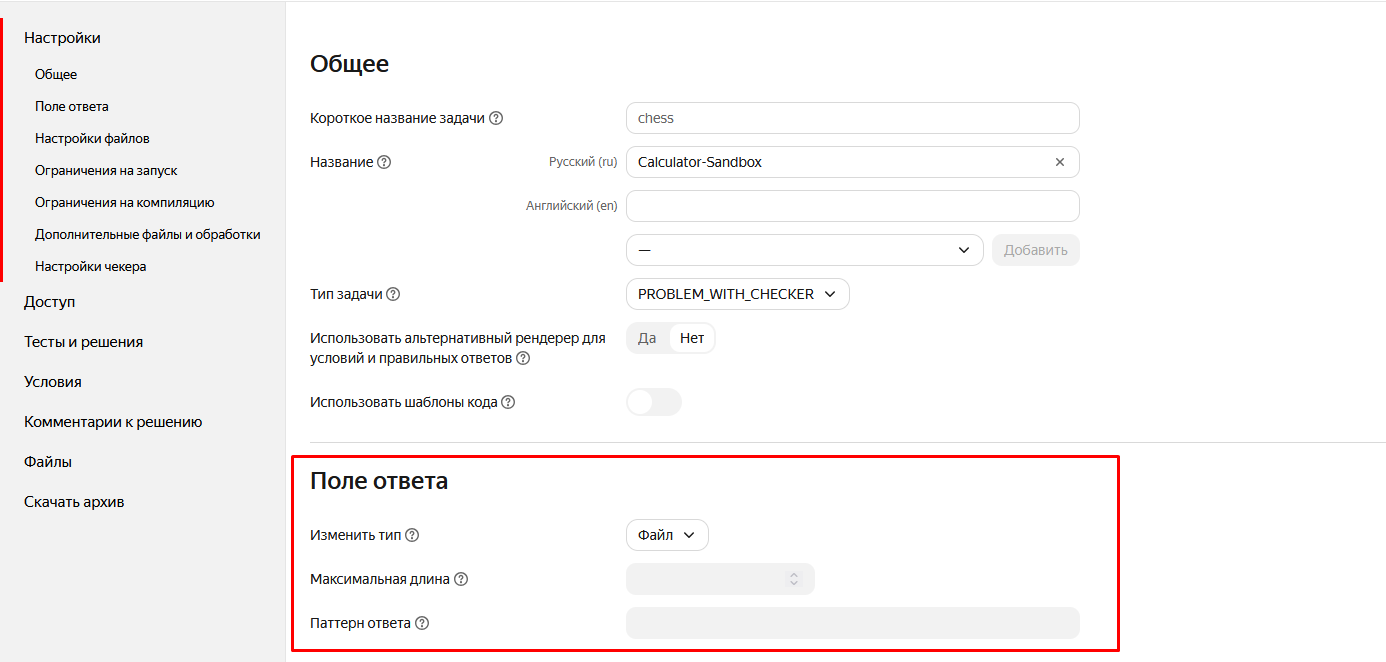 Настройки
Общее
Поле ответа
Настройки файлов
Ограничения на запуск
Ограничения на компиляцию
Дополнительные файлы и обработки
Настройки чекера
Доступ
Тесты и решения
Условия
Комментарии к решению
Файлы
Скачать архив
Общее
Короткое название задачи ? chess
Название ? Русский (ru) Calculator-Sandbox ×
Английский (en)
— Добавить
Тип задачи ? PROBLEM_WITH_CHECKER
Использовать альтернативный рендерер для
условий и правильных ответов ? Да Нет
Использовать шаблоны кода ?
Поле ответа
Изменить тип ? Файл
Максимальная длина ?
Паттерн ответа ?